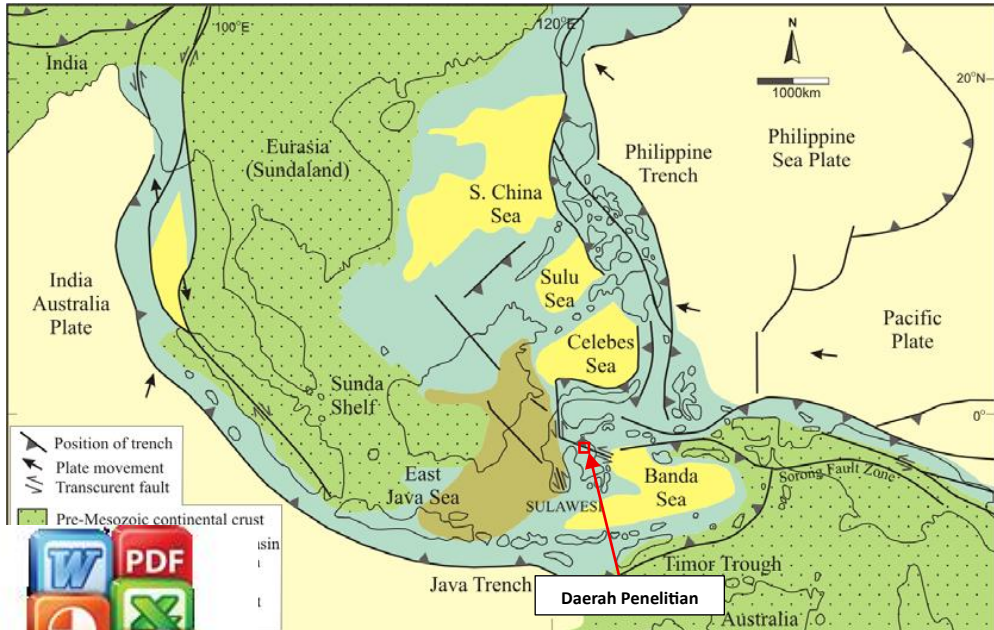 100°E
120°E
India
N
1000km
20°N
Eurasia
(Sundaland)
Philippine
Sea Plate
Philippine
Trench
S. China
Sea
India
Australia
Plate
Sulu
Sea
Celebes
Sea
Pacific
Plate
Sunda
Shelf
0°
Position of trench
Plate movement
Transcurent fault
Pre-Mesozoic continental crust
East
Java Sea
SULAWESI
Banda
Sea
Sorong Fault Zone
Java Trench
Timor Trough
Australia
Daerah Penelitian
W
PDF
X